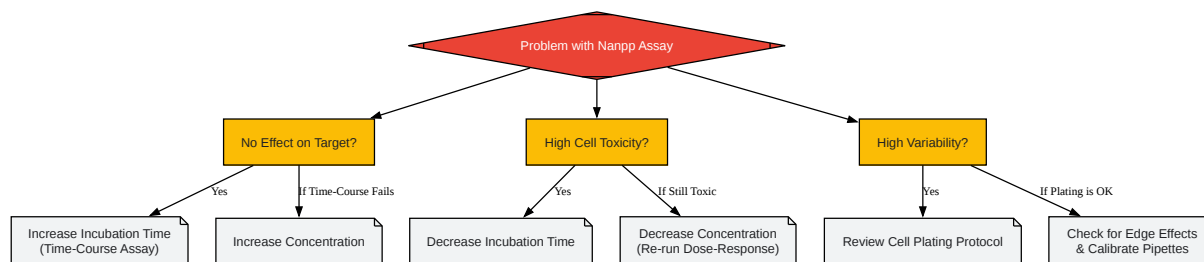 Problem with Nanpp Assay
No Effect on Target?
High Cell Toxicity?
High Variability?
Yes
If Time-Course Fails
Yes
If Still Toxic
Yes
If Plating is OK
Increase Incubation Time
(Time-Course Assay)
Increase Concentration
Decrease Incubation Time
Decrease Concentration
(Re-run Dose-Response)
Review Cell Plating Protocol
Check for Edge Effects
& Calibrate Pipettes